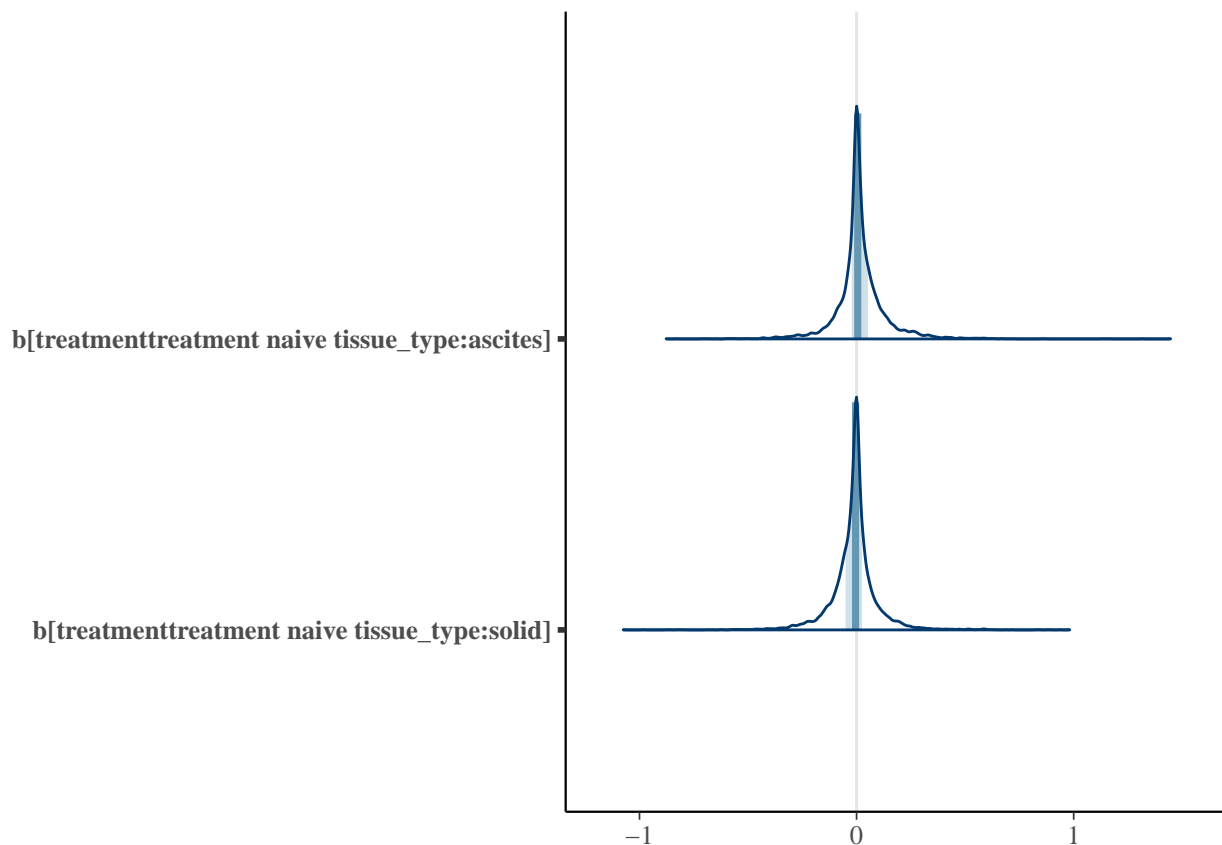 b[treatmenttreatment naive tissue_type:ascites]
b[treatmenttreatment naive tissue_type:solid]
−1 0 1